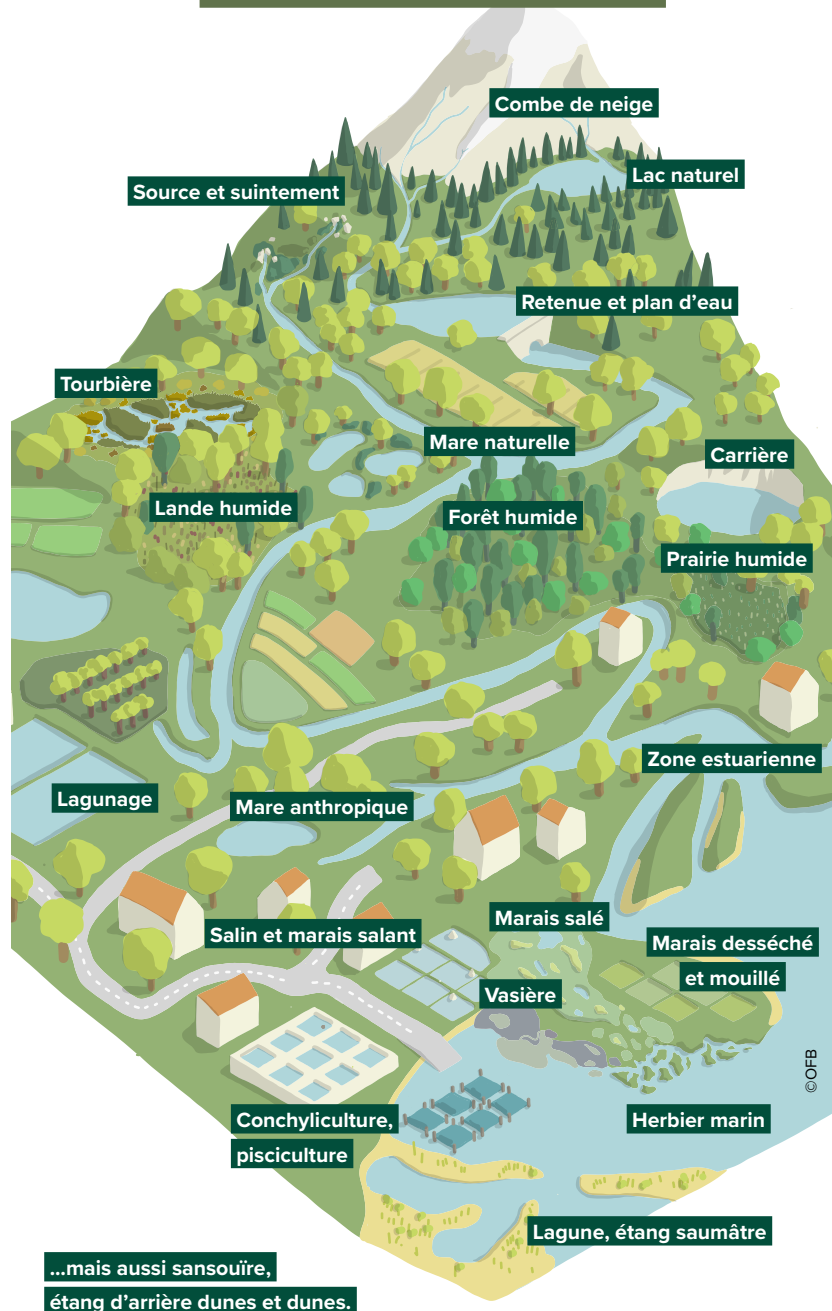 Combe de neige
Lac naturel
Source et suintement
Retenue et plan d’eau
Tourbière
Mare naturelle
Carrière
Lande humide
Forêt humide
Prairie humide
Zone estuarienne
Lagunage
Mare anthropique
Marais salé
Salin et marais salant
Marais desséché
et mouillé
Vasière
©OFB
Conchyliculture,
pisciculture
Herbier marin
Lagune, étang saumâtre
...mais aussi sansouïre,
étang d’arrière dunes et dunes.